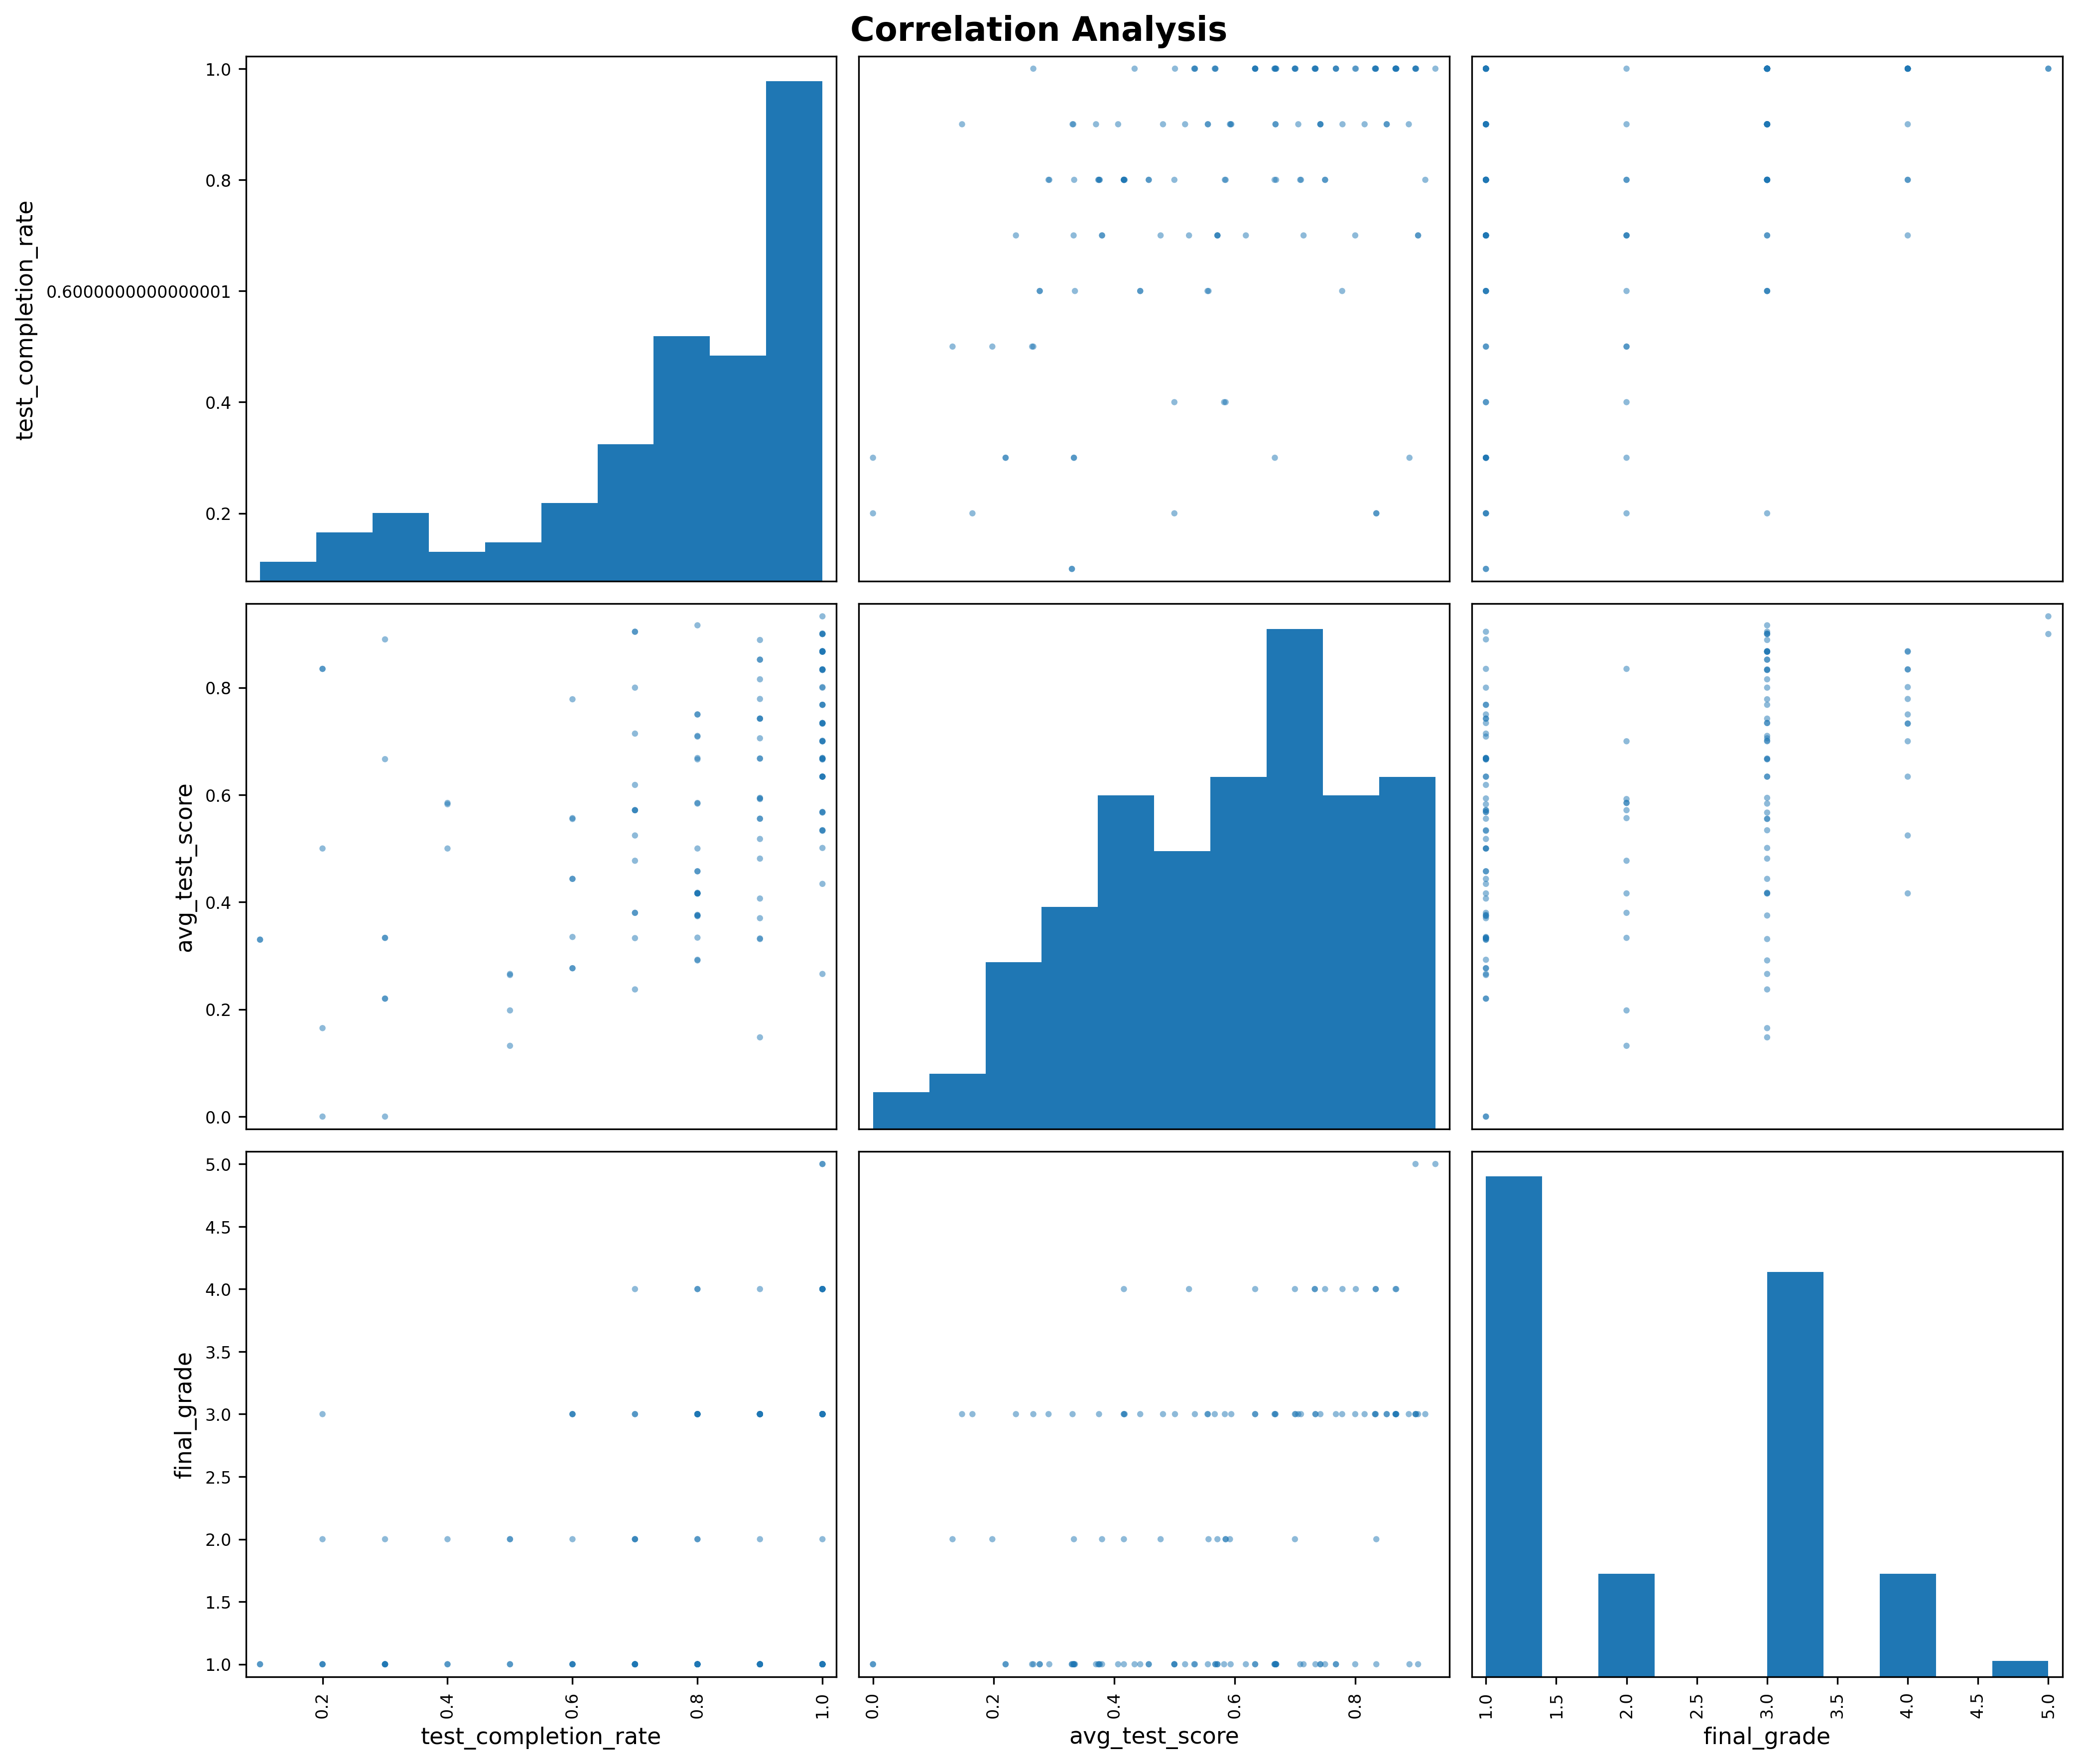 Correlation Analysis
test_completion_rate
1.0
0.8
0.6000000000000001
0.4
0.2
avg_test_score
0.8
0.6
0.4
0.2
0.0
final_grade
5.0
4.5
4.0
3.5
3.0
2.5
2.0
1.5
1.0
0.2 0.4 0.6 0.8 1.0
0.0 0.2 0.4 0.6 0.8
1.0 1.5 2.0 2.5 3.0 3.5 4.0 4.5 5.0
test_completion_rate
avg_test_score
final_grade